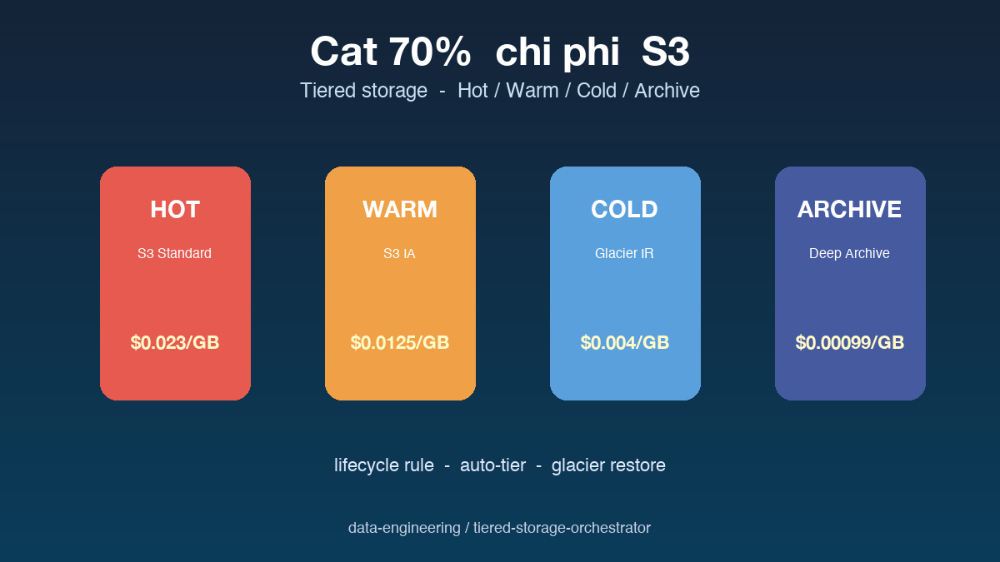 Cat 70% chi phi S3
Tiered storage - Hot / Warm / Cold / Archive
HOT
S3 Standard
$0.023/GB
WARM
S3 IA
$0.0125/GB
COLD
Glacier IR
$0.004/GB
ARCHIVE
Deep Archive
$0.00099/GB
lifecycle rule - auto-tier - glacier restore
data-engineering / tiered-storage-orchestrator